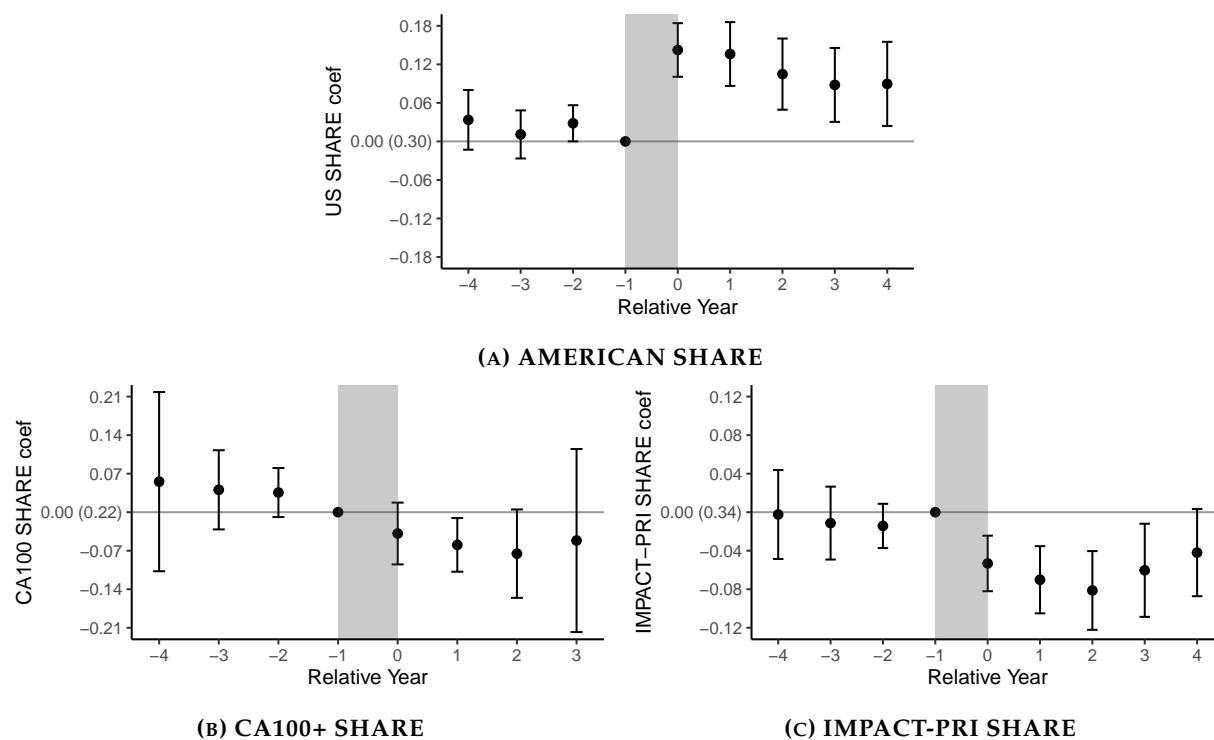 0.18
0.12
0.06
0.00 (0.30)
−0.06
−0.12
−0.18
US SHARE coef
−4 −3 −2 −1 0 1 2 3 4
Relative Year
(A) AMERICAN SHARE
0.21
0.14
0.07
0.00 (0.22)
−0.07
−0.14
−0.21
CA100 SHARE coef
−4 −3 −2 −1 0 1 2 3
Relative Year
(B) CA100+ SHARE
0.12
0.08
0.04
0.00 (0.34)
−0.04
−0.08
−0.12
IMPACT−PRI SHARE coef
−4 −3 −2 −1 0 1 2 3 4
Relative Year
(C) IMPACT-PRI SHARE